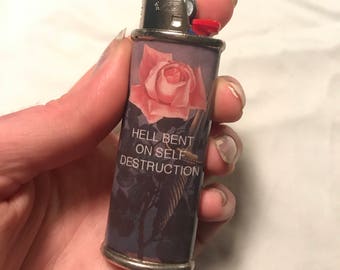 HELL BENT
ON SELF
DESTRUCTION